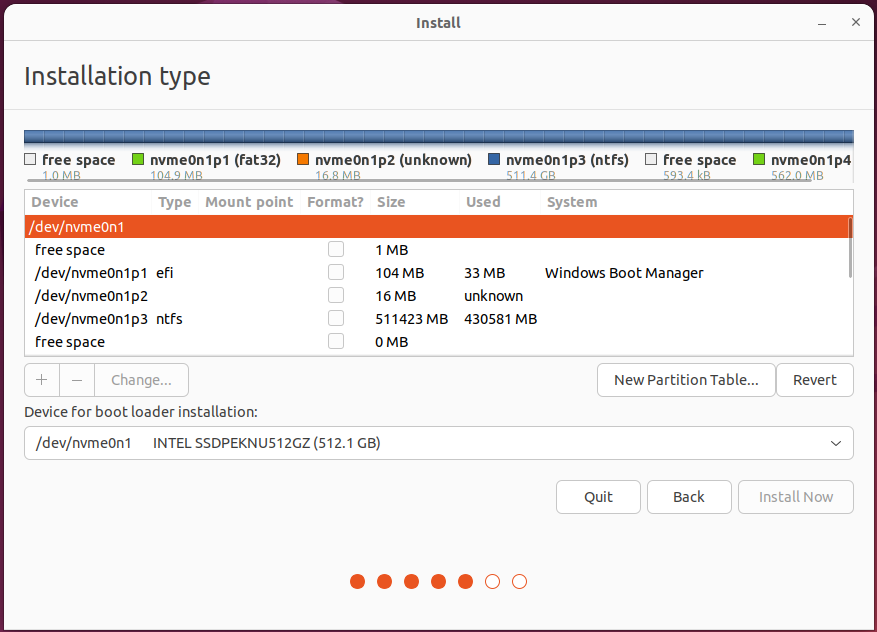 Install
Installation type
free space nvme0n1p1 (fat32) nvme0n1p2 (unknown) nvme0n1p3 (ntfs) free space nvme0n1p4
1.0 MB 104.9 MB 16.8 MB 511.4 GB 593.4 kB 562.0 MB
Device Type Mount point Format? Size Used System
/dev/nvme0n1
free space 1 MB
/dev/nvme0n1p1 efi 104 MB 33 MB Windows Boot Manager
/dev/nvme0n1p2 16 MB unknown
/dev/nvme0n1p3 ntfs 511423 MB 430581 MB
free space 0 MB
+ − Change... New Partition Table... Revert
Device for boot loader installation:
/dev/nvme0n1 INTEL SSDPEKNU512GZ (512.1 GB)
Quit Back Install Now